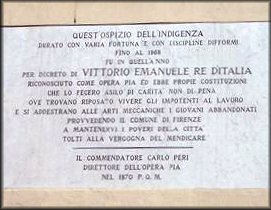 QUEST'OSPIZIO DELL'INDIGENZA
DURATO CON VARIA FORTUNA E CON DISCIPLINE DIFFORMI
FINO AL 1868
FU IN QUELL'ANNO
PER DECRETO DI VITTORIO EMANUELE RE D'ITALIA
RICONOSCIUTO COME OPERA PIA ED EBBE PROPRIE COSTITUZIONI
CHE LO FECERO ASILO DI CARITÀ NON DI PENA
OVE TROVANO RIPOSATO VIVERE GLI IMPOTENTI AL LAVORO
E SI ADDESTRANO ALLE ARTI MECCANICHE I GIOVANI ABBANDONATI
PROVVEDENDO IL COMUNE DI FIRENZE
A MANTENERVI I POVERI DELLA CITTÀ
TOLTI ALLA VERGOGNA DEL MENDICARE
IL COMMENDATORE CARLO PERI
DIRETTORE DELL'OPERA PIA
NEL 1870 P. Q. M.